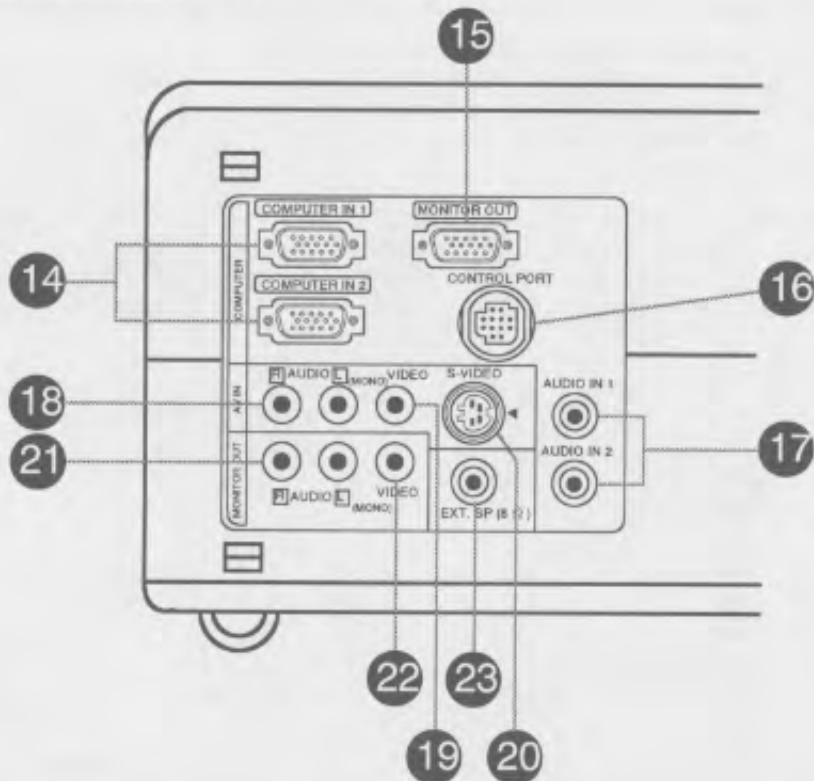 15
COMPUTER IN 1
MONITOR OUT
14
COMPUTER
COMPUTER IN 2
CONTROL PORT
16
18
AV IN
R AUDIO L (MONO) VIDEO
S-VIDEO
AUDIO IN 1
21
MONITOR OUT
AUDIO IN 2
17
R AUDIO L (MONO) VIDEO
EXT. SP (8 Ω)
22
23
19
20